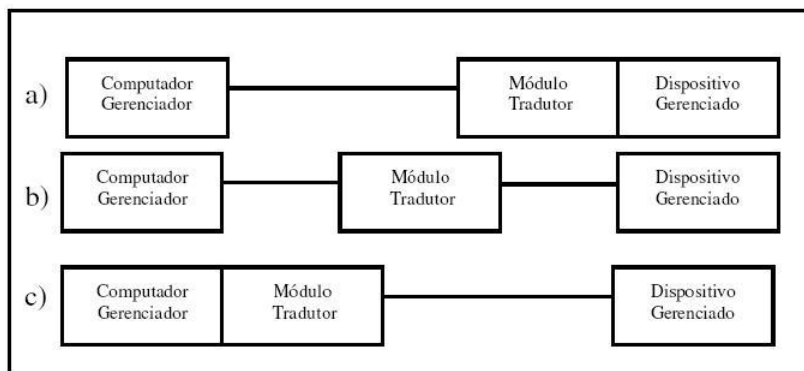 a)
Computador
Gerenciador
Módulo
Tradutor
Dispositivo
Gerenciado
b)
Computador
Gerenciador
Módulo
Tradutor
Dispositivo
Gerenciado
c)
Computador
Gerenciador
Módulo
Tradutor
Dispositivo
Gerenciado